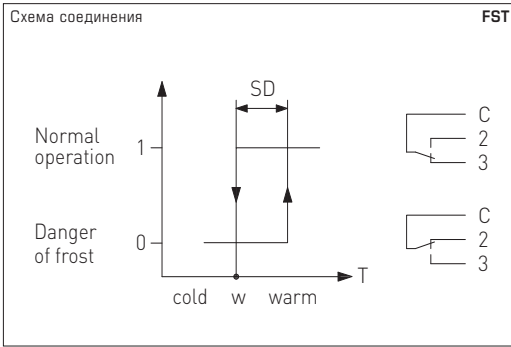 Схема соединения FST
SD
Normal
operation
1
C
2
3
Danger
of frost
0
C
2
3
T
cold w warm